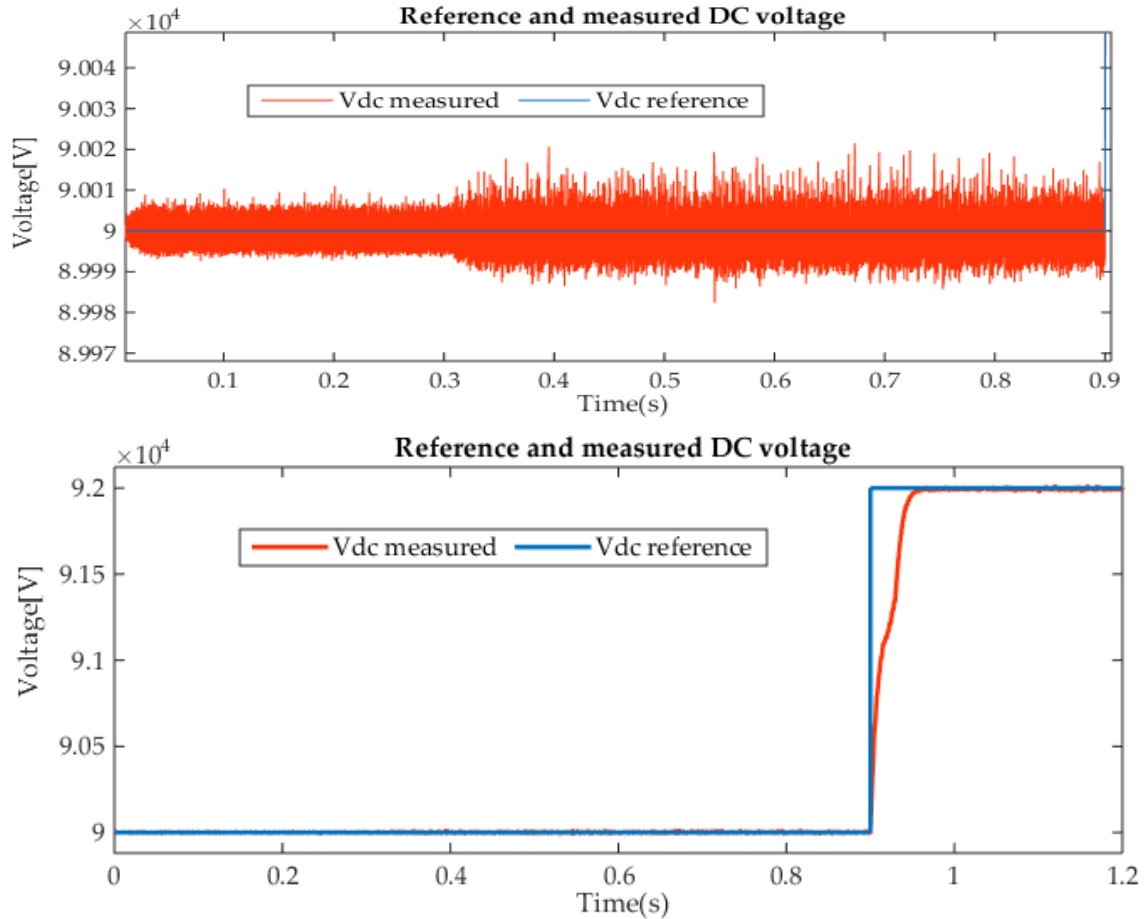 Reference and measured DC voltage
×10⁴
9.004
9.003
9.002
9.001
9
8.999
8.998
8.997
Voltage[V]
Vdc measured Vdc reference
0.1 0.2 0.3 0.4 0.5 0.6 0.7 0.8 0.9
Time(s)
Reference and measured DC voltage
×10⁴
9.2
9.15
9.1
9.05
9
Voltage[V]
Vdc measured Vdc reference
0 0.2 0.4 0.6 0.8 1 1.2
Time(s)